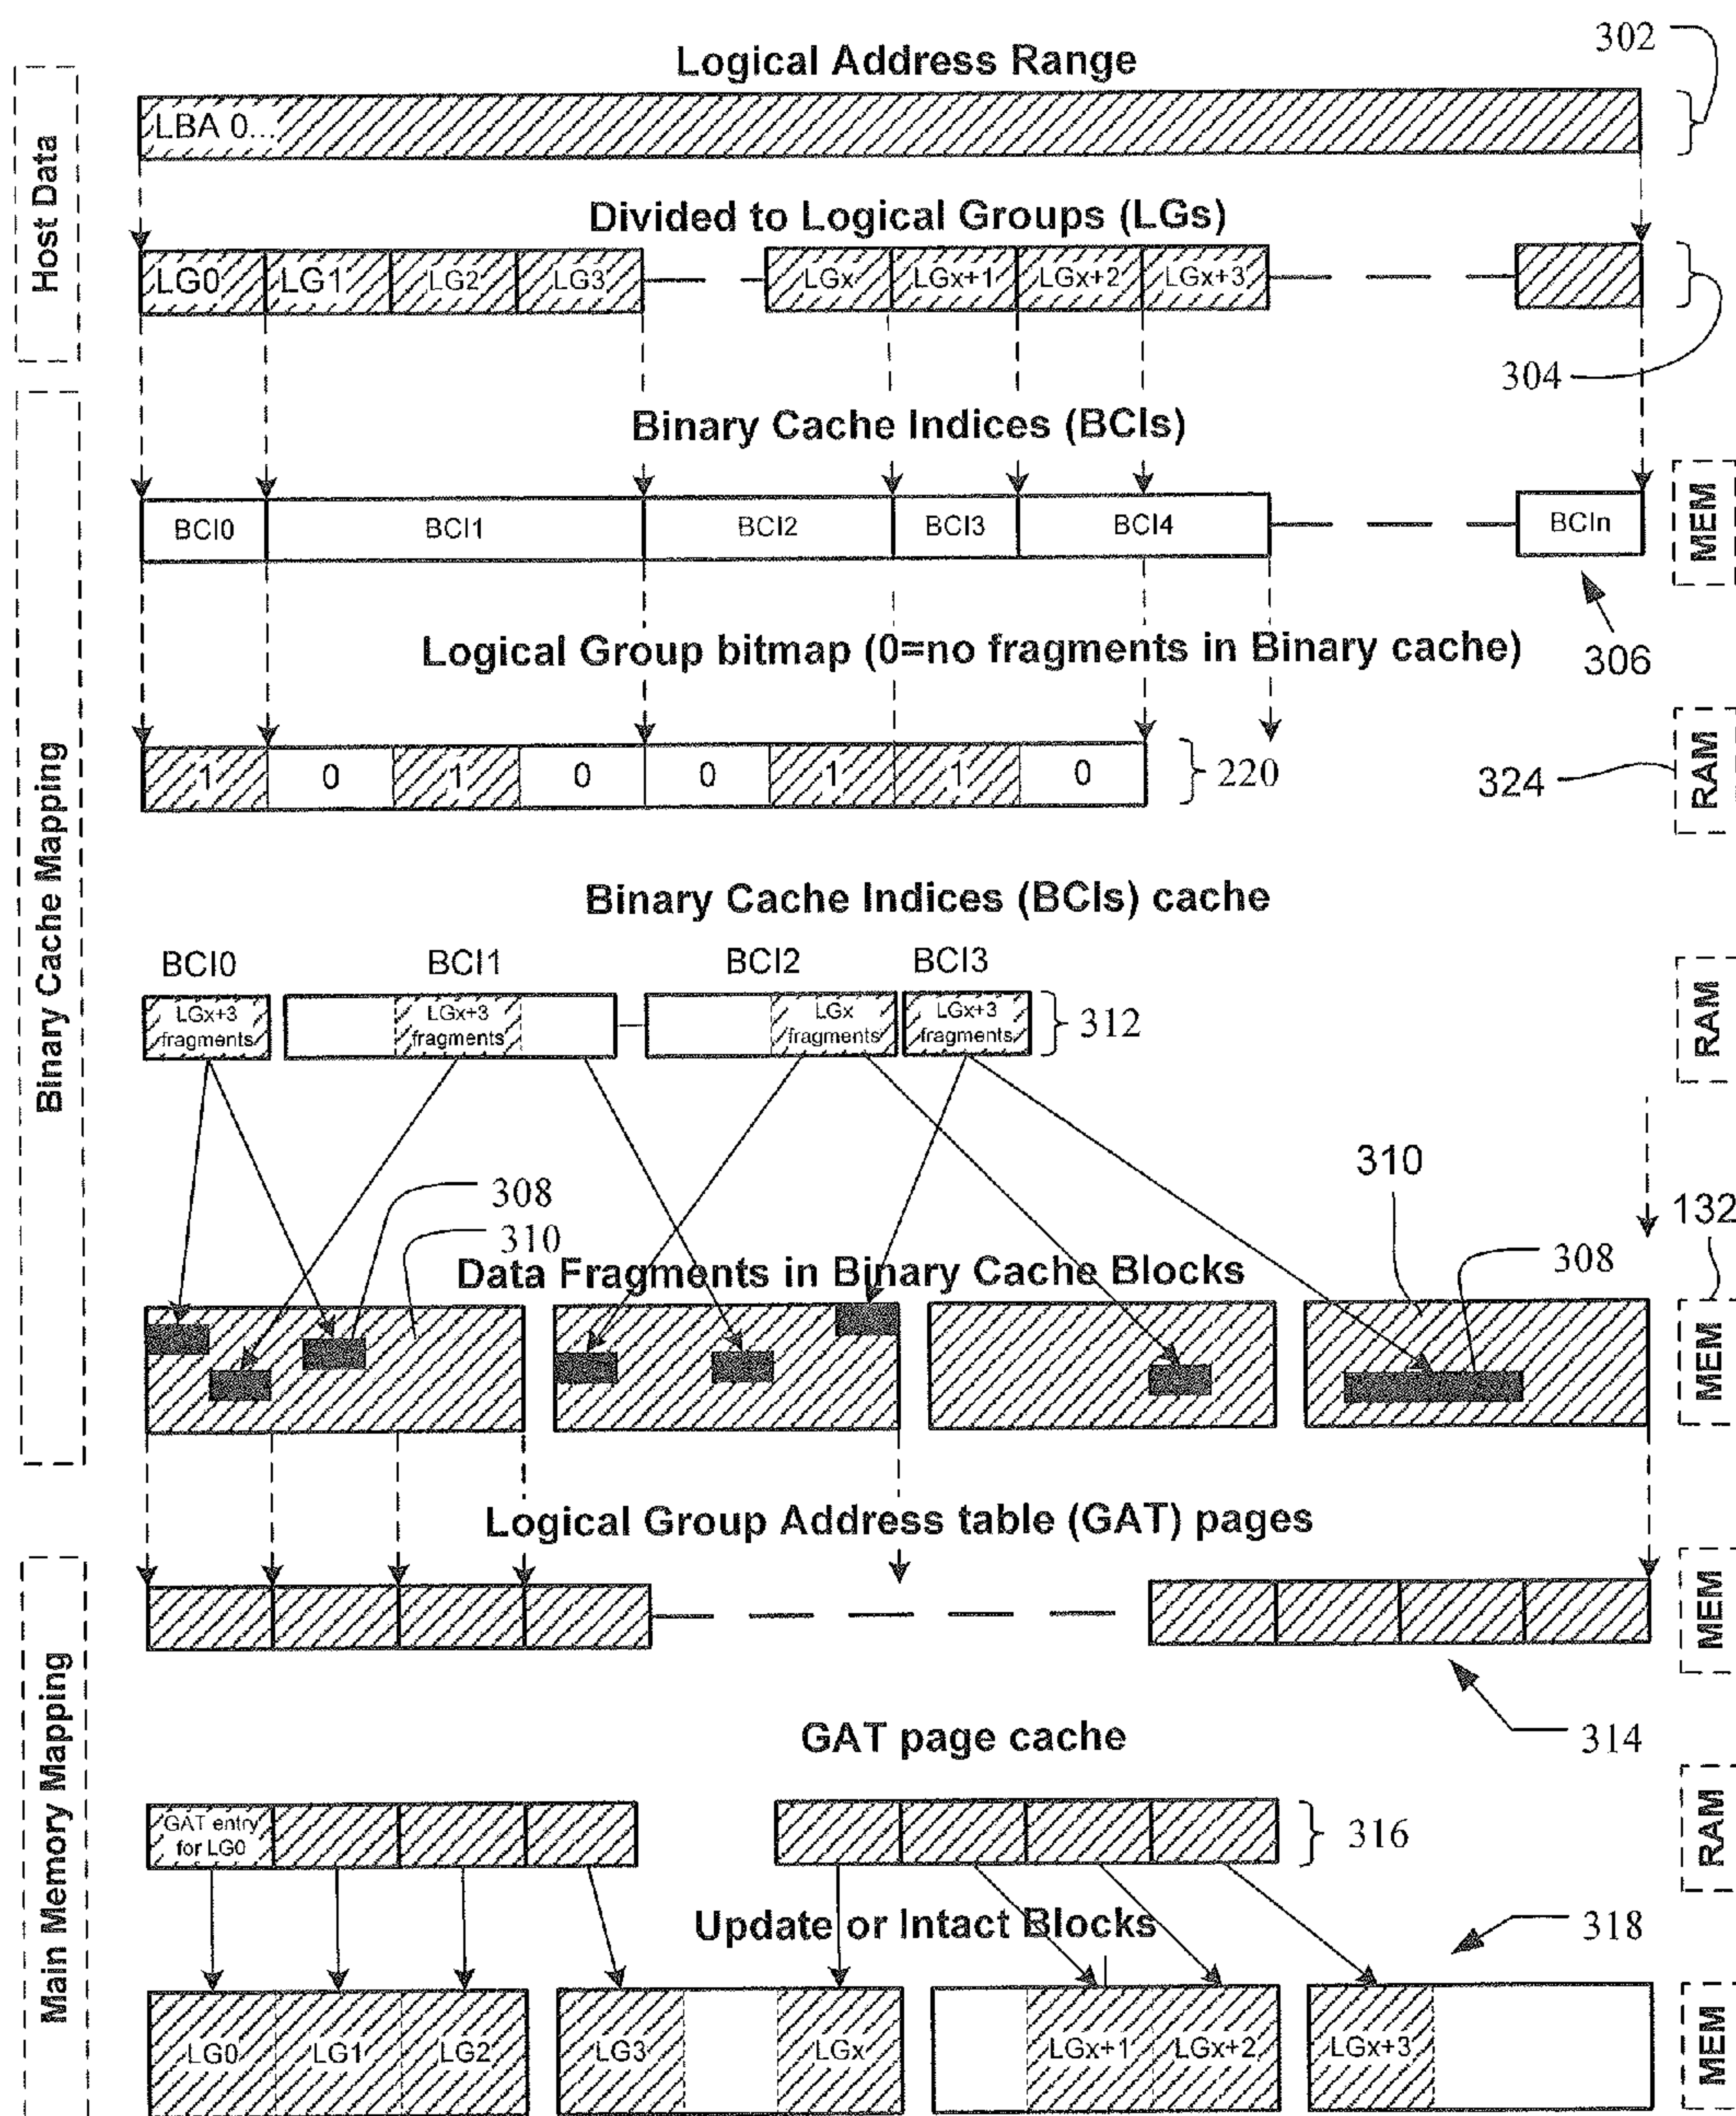 302
Logical Address Range
Host Data
LBA 0...
Divided to Logical Groups (LGs)
LG0 LG1 LG2 LG3 LGx LGx+1 LGx+2 LGx+3
304
Binary Cache Mapping
Binary Cache Indices (BCIs)
BCI0 BCI1 BCI2 BCI3 BCI4 BCIn
MEM
306
Logical Group bitmap (0=no fragments in Binary cache)
1 0 1 0 0 1 1 0
220
324
RAM
Binary Cache Indices (BCIs) cache
BCI0 BCI1 BCI2 BCI3
LGx+3 LGx+3 LGx LGx+3
fragments fragments fragments fragments
312
RAM
308
310
310
308
132
Data Fragments in Binary Cache Blocks
MEM
Logical Group Address table (GAT) pages
Main Memory Mapping
MEM
314
GAT page cache
GAT entry
for LG0
316
RAM
Update or Intact Blocks
318
LG0 LG1 LG2 LG3 LGx LGx+1 LGx+2 LGx+3
MEM